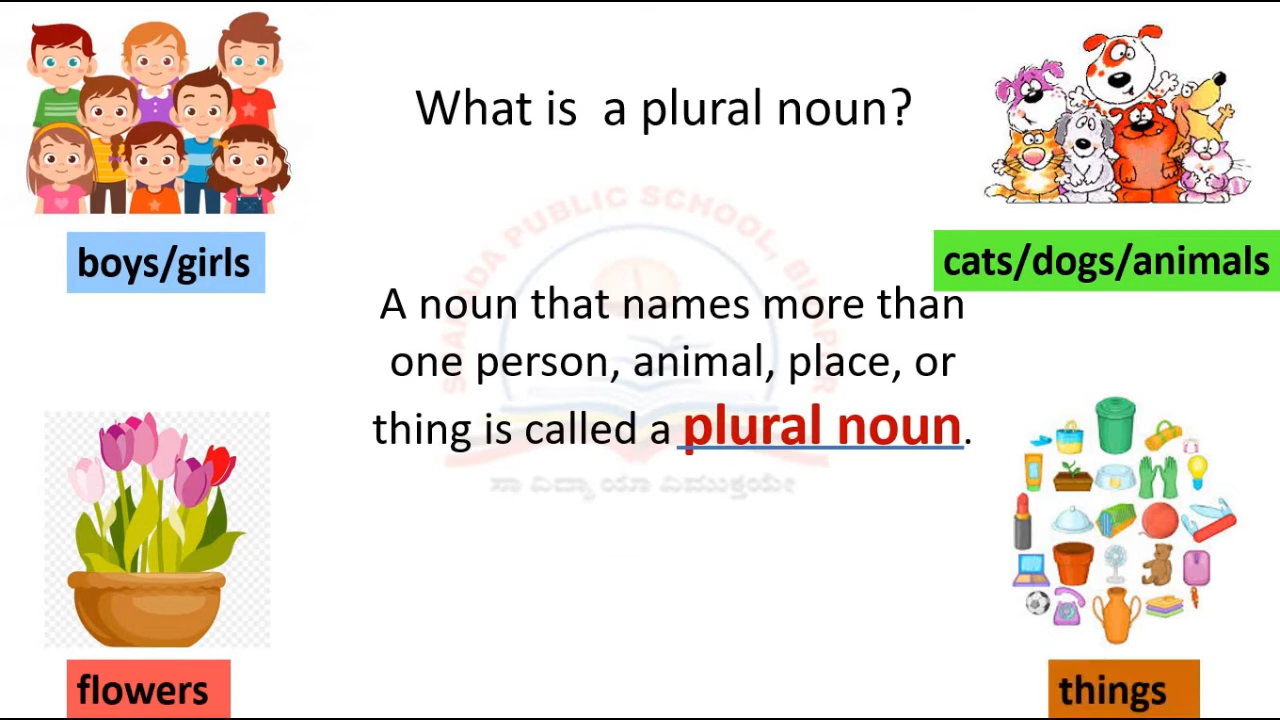 What is a plural noun?
boys/girls
cats/dogs/animals
A noun that names more than
one person, animal, place, or
thing is called a plural noun.
ಸಾ ವಿದ್ಯಾ ಯಾ ವಿಮುಕ್ತಯೇ
flowers
things